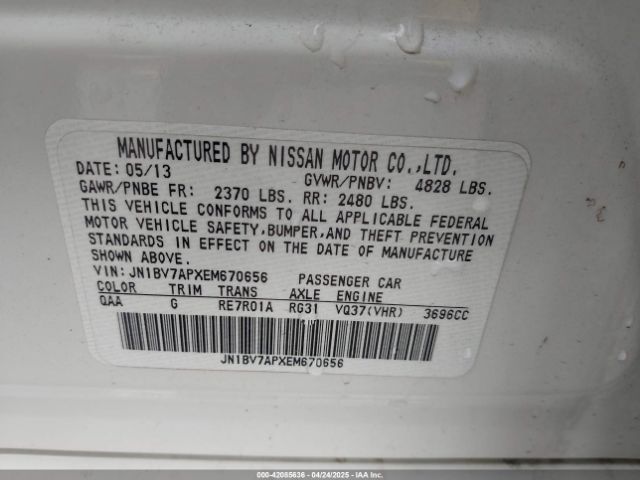 MANUFACTURED BY NISSAN MOTOR CO.,LTD.
DATE: 05/13 GVWR/PNBV: 4828 LBS.
GAWR/PNBE FR: 2370 LBS. RR: 2480 LBS.
THIS VEHICLE CONFORMS TO ALL APPLICABLE FEDERAL
MOTOR VEHICLE SAFETY, BUMPER, AND THEFT PREVENTION
STANDARDS IN EFFECT ON THE DATE OF MANUFACTURE
SHOWN ABOVE.
VIN: JN1BV7APXEM670656 PASSENGER CAR
COLOR TRIM TRANS AXLE ENGINE
QAA G RE7R01A RG31 VQ37(VHR) 3696CC
JN1BV7APXEM670656
000-42085636 - 04/24/2025 - IAA Inc.